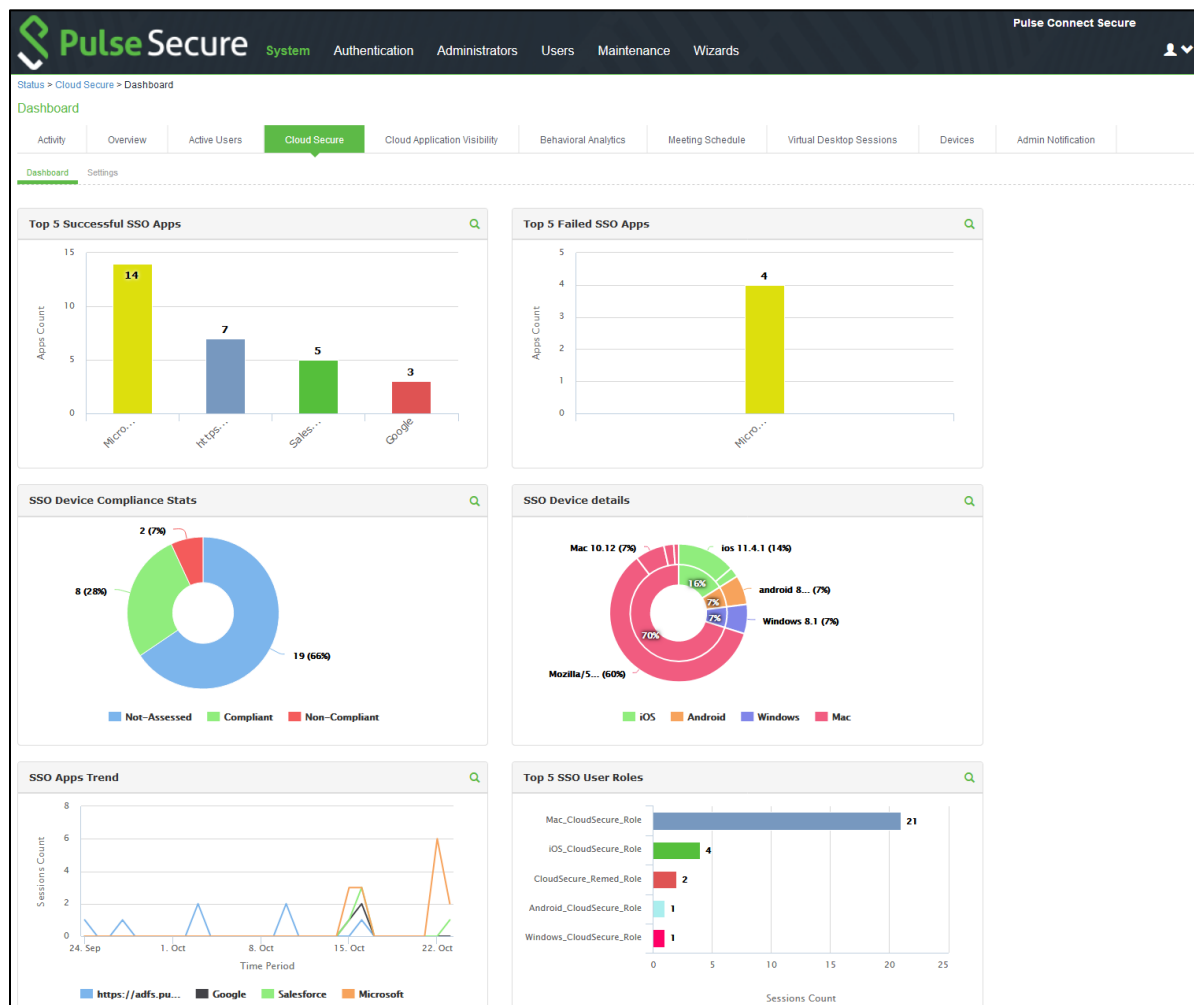 Pulse Connect Secure
Pulse Secure
System Authentication Administrators Users Maintenance Wizards
Status > Cloud Secure > Dashboard
Dashboard
Activity Overview Active Users Cloud Secure Cloud Application Visibility Behavioral Analytics Meeting Schedule Virtual Desktop Sessions Devices Admin Notification
Dashboard Settings
Top 5 Successful SSO Apps
15
10
5
0
Apps Count
14
7
5
3
Micro...
https...
Sales...
Google
Top 5 Failed SSO Apps
5
4
3
2
1
0
Apps Count
4
Micro...
SSO Device Compliance Stats
2 (7%)
8 (28%)
19 (66%)
Not-Assessed Compliant Non-Compliant
SSO Device details
Mac 10.12 (7%)
ios 11.4.1 (14%)
16%
android 8... (7%)
7%
Windows 8.1 (7%)
7%
70%
Mozilla/5... (60%)
iOS Android Windows Mac
SSO Apps Trend
8
6
4
2
0
Sessions Count
24. Sep 1. Oct 8. Oct 15. Oct 22. Oct
Time Period
https://adfs.pu... Google Salesforce Microsoft
Top 5 SSO User Roles
Mac_CloudSecure_Role 21
iOS_CloudSecure_Role 4
CloudSecure_Remed_Role 2
Android_CloudSecure_Role 1
Windows_CloudSecure_Role 1
0 5 10 15 20 25
Sessions Count